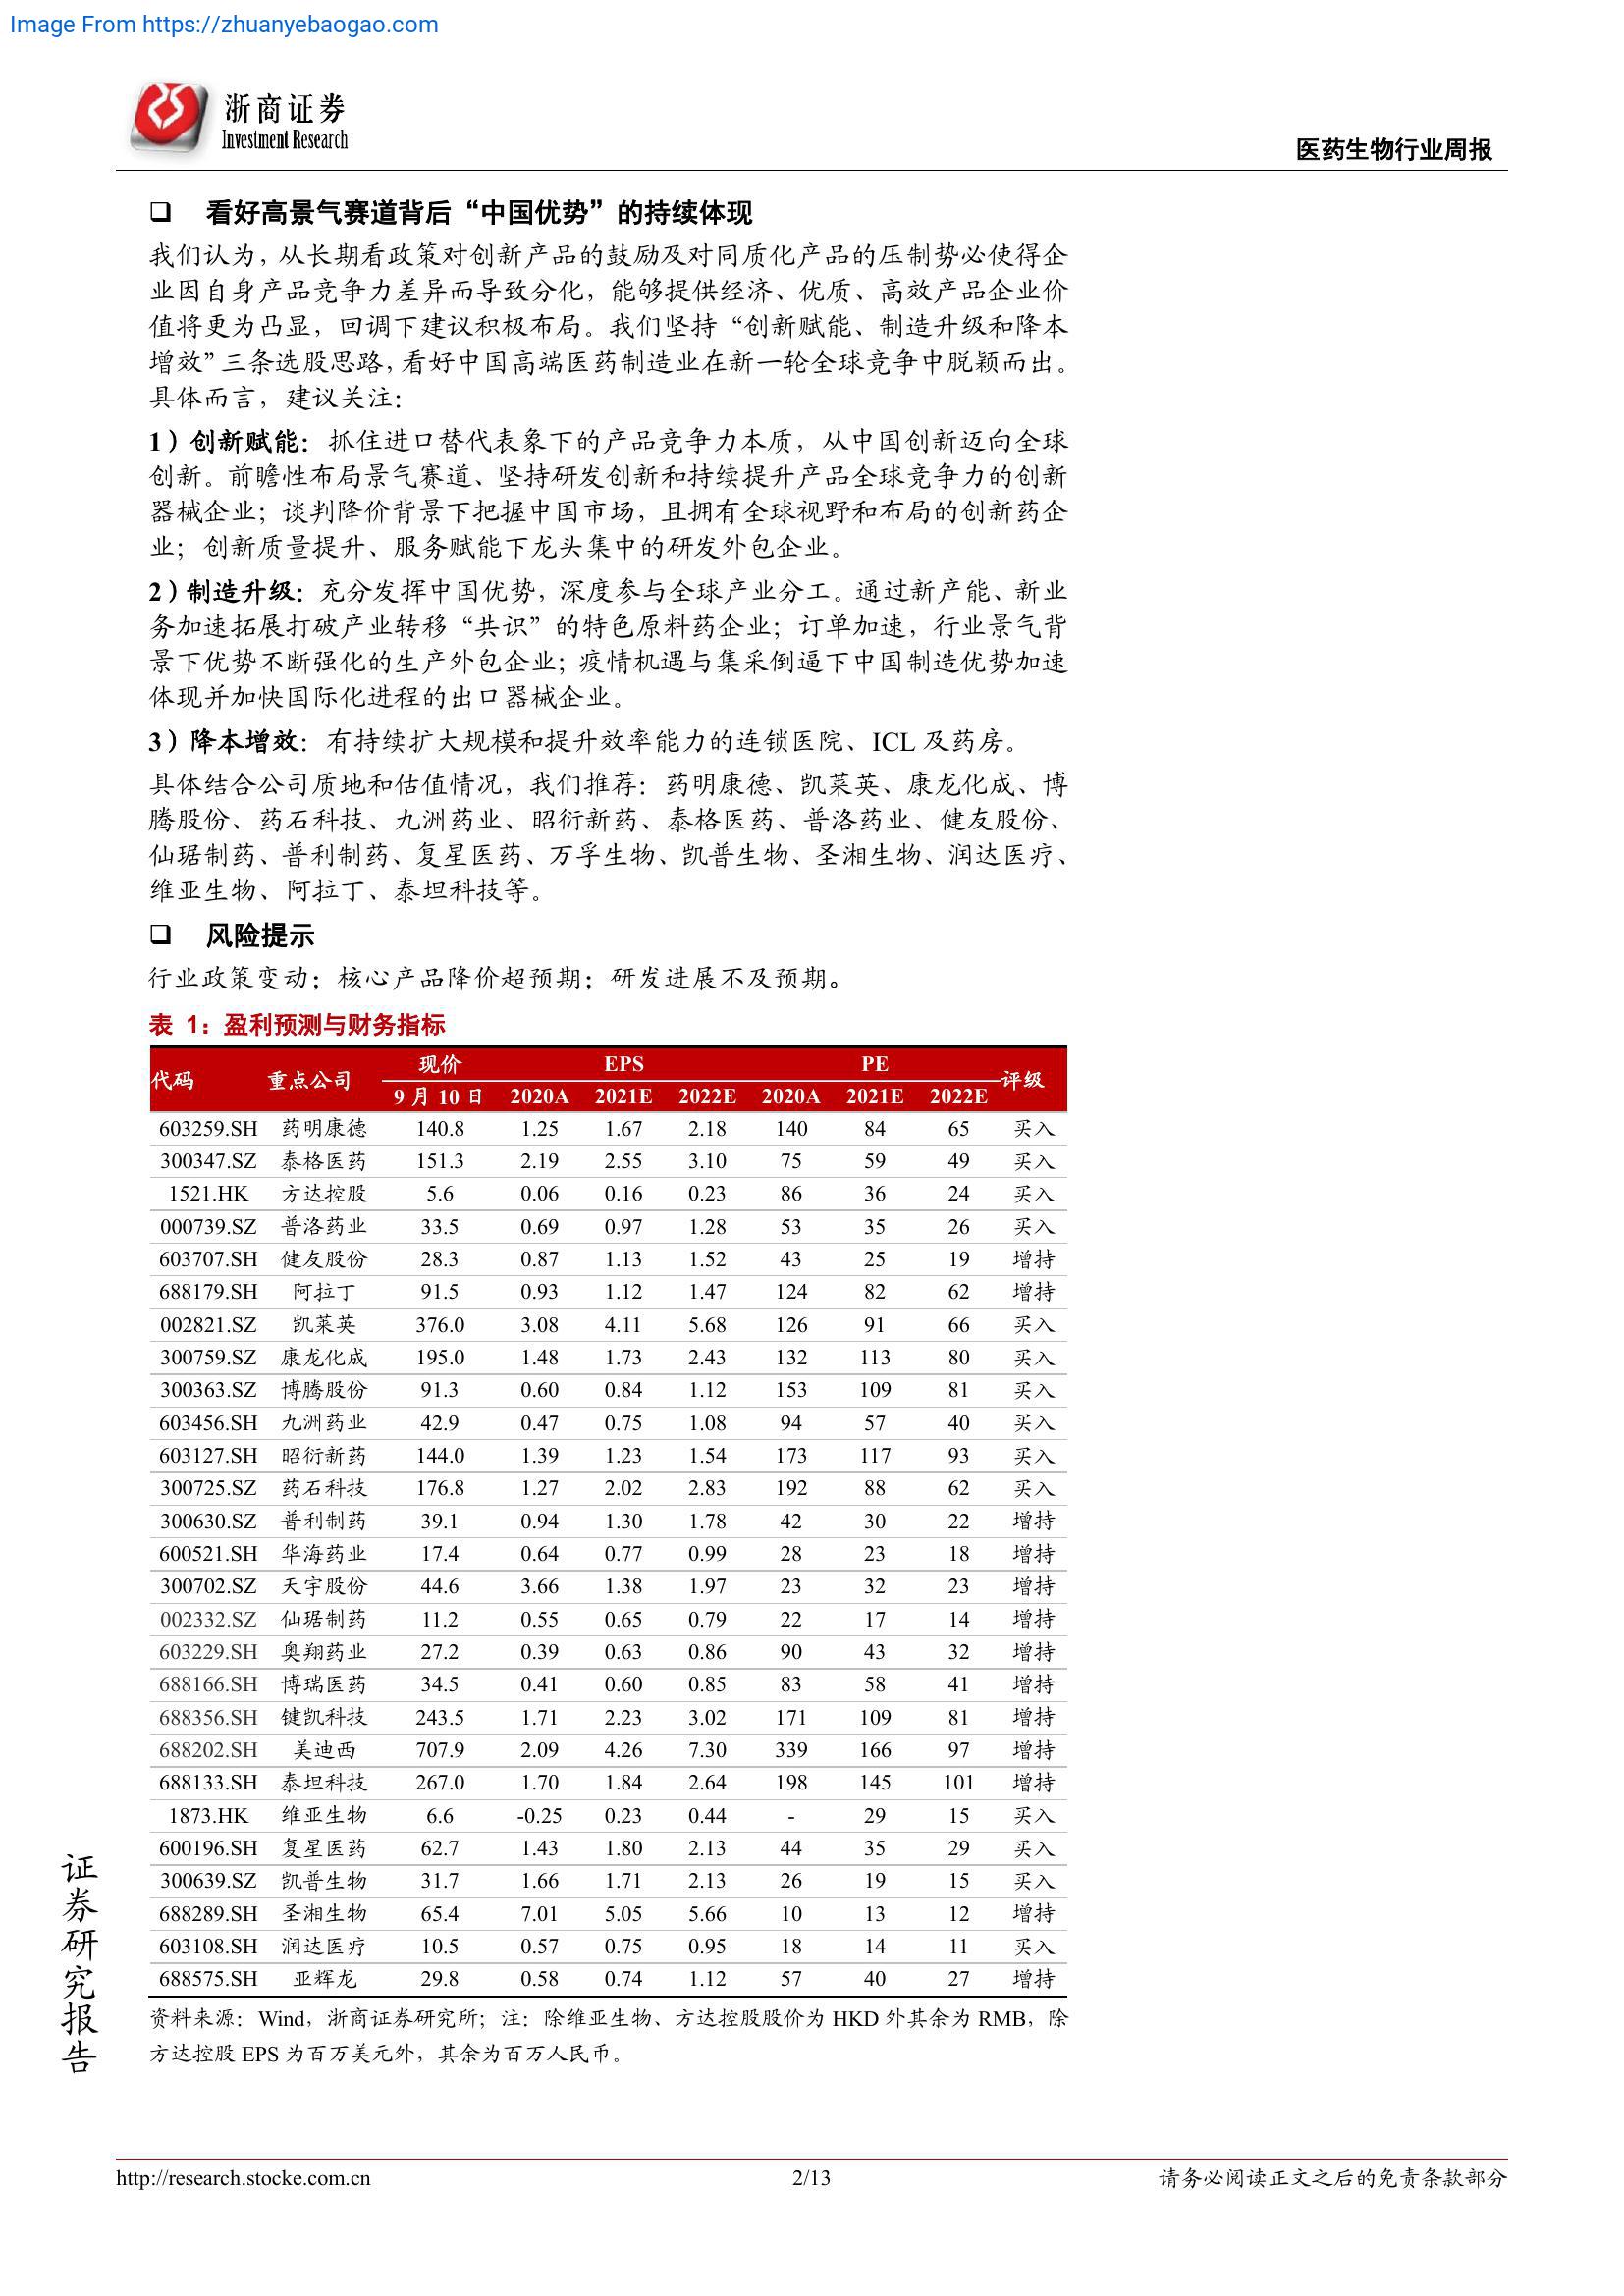 Image From https://zhuanyebaogao.com
浙商证券
Investment Research
医药生物行业周报
❑ 看好高景气赛道背后“中国优势”的持续体现
我们认为，从长期看政策对创新产品的鼓励及对同质化产品的压制势必使得企
业因自身产品竞争力差异而导致分化，能够提供经济、优质、高效产品企业价
值将更为凸显，回调下建议积极布局。我们坚持“创新赋能、制造升级和降本
增效”三条选股思路，看好中国高端医药制造业在新一轮全球竞争中脱颖而出。
具体而言，建议关注：
1）创新赋能：抓住进口替代表象下的产品竞争力本质，从中国创新迈向全球
创新。前瞻性布局景气赛道、坚持研发创新和持续提升产品全球竞争力的创新
器械企业；谈判降价背景下把握中国市场，且拥有全球视野和布局的创新药企
业；创新质量提升、服务赋能下龙头集中的研发外包企业。
2）制造升级：充分发挥中国优势，深度参与全球产业分工。通过新产能、新业
务加速拓展打破产业转移“共识”的特色原料药企业；订单加速，行业景气背
景下优势不断强化的生产外包企业；疫情机遇与集采倒逼下中国制造优势加速
体现并加快国际化进程的出口器械企业。
3）降本增效：有持续扩大规模和提升效率能力的连锁医院、ICL 及药房。
具体结合公司质地和估值情况，我们推荐：药明康德、凯莱英、康龙化成、博
腾股份、药石科技、九洲药业、昭衍新药、泰格医药、普洛药业、健友股份、
仙琚制药、普利制药、复星医药、万孚生物、凯普生物、圣湘生物、润达医疗、
维亚生物、阿拉丁、泰坦科技等。
❑ 风险提示
行业政策变动；核心产品降价超预期；研发进展不及预期。
表 1：盈利预测与财务指标
代码 重点公司 现价 EPS PE 评级
9 月 10 日 2020A 2021E 2022E 2020A 2021E 2022E
603259.SH 药明康德 140.8 1.25 1.67 2.18 140 84 65 买入
300347.SZ 泰格医药 151.3 2.19 2.55 3.10 75 59 49 买入
1521.HK 方达控股 5.6 0.06 0.16 0.23 86 36 24 买入
000739.SZ 普洛药业 33.5 0.69 0.97 1.28 53 35 26 买入
603707.SH 健友股份 28.3 0.87 1.13 1.52 43 25 19 增持
688179.SH 阿拉丁 91.5 0.93 1.12 1.47 124 82 62 增持
002821.SZ 凯莱英 376.0 3.08 4.11 5.68 126 91 66 买入
300759.SZ 康龙化成 195.0 1.48 1.73 2.43 132 113 80 买入
300363.SZ 博腾股份 91.3 0.60 0.84 1.12 153 109 81 买入
603456.SH 九洲药业 42.9 0.47 0.75 1.08 94 57 40 买入
603127.SH 昭衍新药 144.0 1.39 1.23 1.54 173 117 93 买入
300725.SZ 药石科技 176.8 1.27 2.02 2.83 192 88 62 买入
300630.SZ 普利制药 39.1 0.94 1.30 1.78 42 30 22 增持
600521.SH 华海药业 17.4 0.64 0.77 0.99 28 23 18 增持
300702.SZ 天宇股份 44.6 3.66 1.38 1.97 23 32 23 增持
002332.SZ 仙琚制药 11.2 0.55 0.65 0.79 22 17 14 增持
603229.SH 奥翔药业 27.2 0.39 0.63 0.86 90 43 32 增持
688166.SH 博瑞医药 34.5 0.41 0.60 0.85 83 58 41 增持
688356.SH 键凯科技 243.5 1.71 2.23 3.02 171 109 81 增持
688202.SH 美迪西 707.9 2.09 4.26 7.30 339 166 97 增持
688133.SH 泰坦科技 267.0 1.70 1.84 2.64 198 145 101 增持
1873.HK 维亚生物 6.6 -0.25 0.23 0.44 - 29 15 买入
600196.SH 复星医药 62.7 1.43 1.80 2.13 44 35 29 买入
300639.SZ 凯普生物 31.7 1.66 1.71 2.13 26 19 15 买入
688289.SH 圣湘生物 65.4 7.01 5.05 5.66 10 13 12 增持
603108.SH 润达医疗 10.5 0.57 0.75 0.95 18 14 11 买入
688575.SH 亚辉龙 29.8 0.58 0.74 1.12 57 40 27 增持
资料来源：Wind，浙商证券研究所；注：除维亚生物、方达控股股价为 HKD 外其余为 RMB，除
方达控股 EPS 为百万美元外，其余为百万人民币。
证券研究报告
http://research.stocke.com.cn 2/13 请务必阅读正文之后的免责条款部分